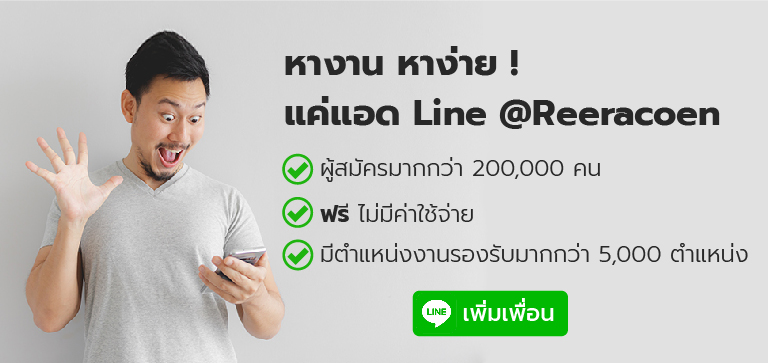 หางาน หาง่าย !
แค่แอด Line @Reeracoen
ผู้สมัครมากกว่า 200,000 คน
ฟรี ไม่มีค่าใช้จ่าย
มีตำแหน่งงานรองรับมากกว่า 5,000 ตำแหน่ง
LINE เพิ่มเพื่อน